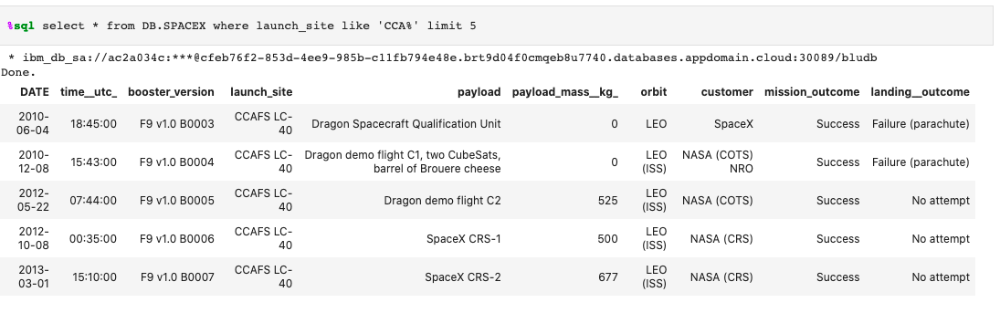 %sql select * from DB.SPACEX where launch_site like 'CCA%' limit 5
* ibm_db_sa://ac2a034c:***@cfeb76f2-853d-4ee9-985b-c11fb794e48e.brt9d04f0cmqeb8u7740.databases.appdomain.cloud:30089/bludb
Done.
DATE time__utc_ booster_version launch_site payload payload_mass__kg_ orbit customer mission_outcome landing__outcome
2010-06-04 18:45:00 F9 v1.0 B0003 CCAFS LC-40 Dragon Spacecraft Qualification Unit 0 LEO SpaceX Success Failure (parachute)
2010-12-08 15:43:00 F9 v1.0 B0004 CCAFS LC-40 Dragon demo flight C1, two CubeSats, barrel of Brouere cheese 0 LEO (ISS) NASA (COTS) NRO Success Failure (parachute)
2012-05-22 07:44:00 F9 v1.0 B0005 CCAFS LC-40 Dragon demo flight C2 525 LEO (ISS) NASA (COTS) Success No attempt
2012-10-08 00:35:00 F9 v1.0 B0006 CCAFS LC-40 SpaceX CRS-1 500 LEO (ISS) NASA (CRS) Success No attempt
2013-03-01 15:10:00 F9 v1.0 B0007 CCAFS LC-40 SpaceX CRS-2 677 LEO (ISS) NASA (CRS) Success No attempt